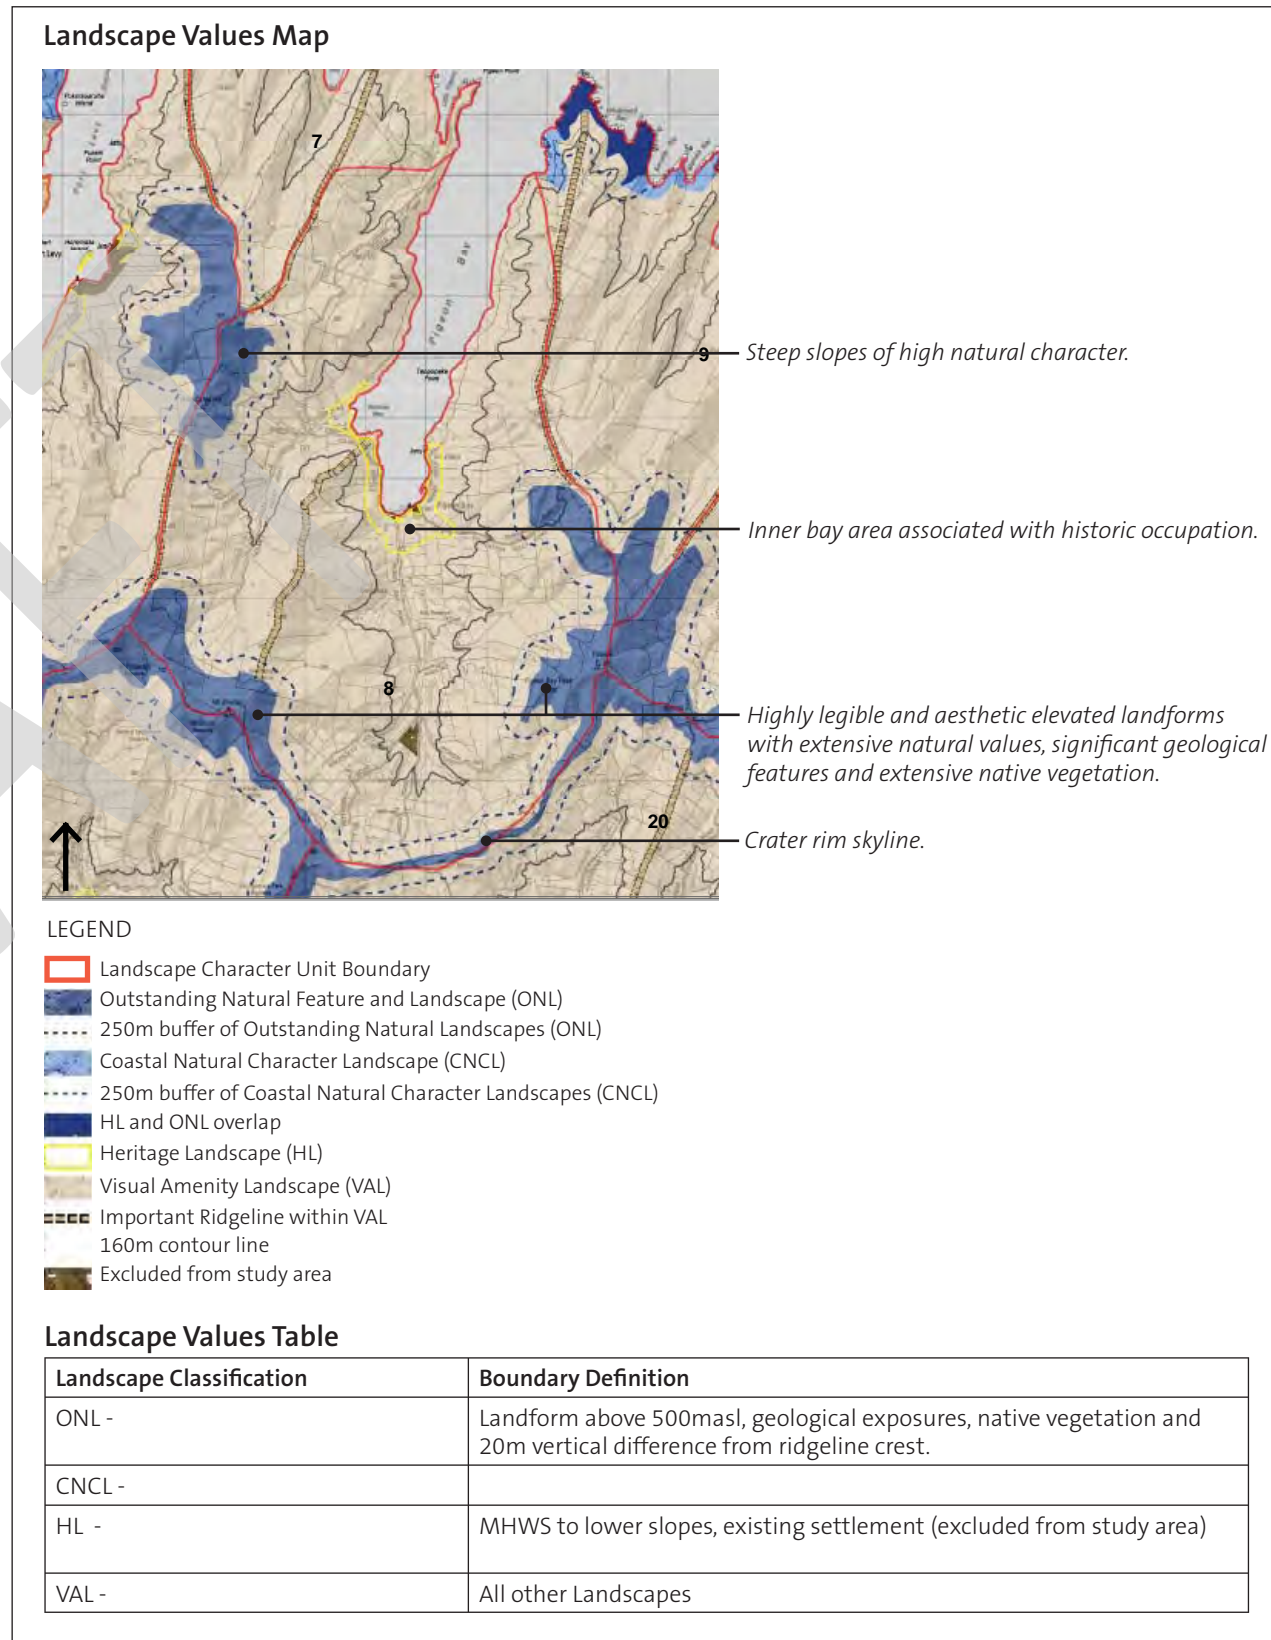 Landscape Values Map
7
Pigeon Bay
9
8
20
Steep slopes of high natural character.
Inner bay area associated with historic occupation.
Highly legible and aesthetic elevated landforms
with extensive natural values, significant geological
features and extensive native vegetation.
Crater rim skyline.
LEGEND
Landscape Character Unit Boundary
Outstanding Natural Feature and Landscape (ONL)
250m buffer of Outstanding Natural Landscapes (ONL)
Coastal Natural Character Landscape (CNCL)
250m buffer of Coastal Natural Character Landscapes (CNCL)
HL and ONL overlap
Heritage Landscape (HL)
Visual Amenity Landscape (VAL)
Important Ridgeline within VAL
160m contour line
Excluded from study area
Landscape Values Table
Landscape Classification Boundary Definition
ONL - Landform above 500masl, geological exposures, native vegetation and
20m vertical difference from ridgeline crest.
CNCL -
HL - MHWS to lower slopes, existing settlement (excluded from study area)
VAL - All other Landscapes